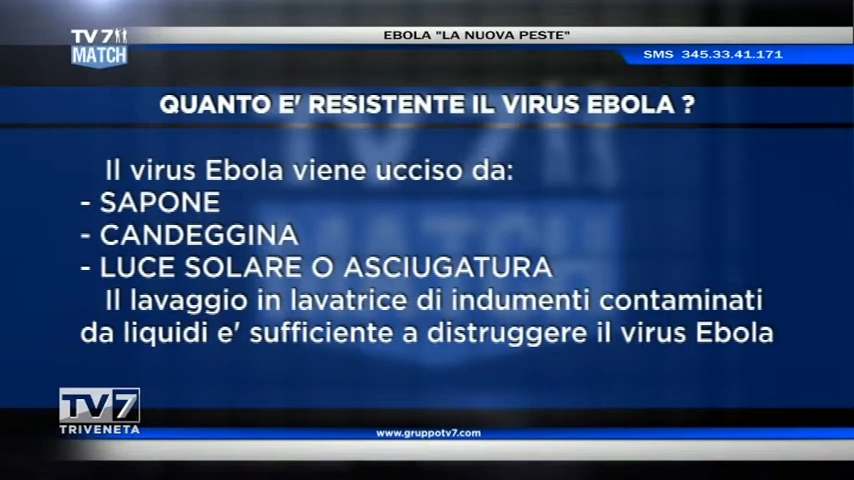 TV7
MATCH
EBOLA "LA NUOVA PESTE"
SMS 345.33.41.171
QUANTO E' RESISTENTE IL VIRUS EBOLA ?
Il virus Ebola viene ucciso da:
- SAPONE
- CANDEGGINA
- LUCE SOLARE O ASCIUGATURA
Il lavaggio in lavatrice di indumenti contaminati
da liquidi e' sufficiente a distruggere il virus Ebola
TV7
TRIVENETA
www.gruppotv7.com